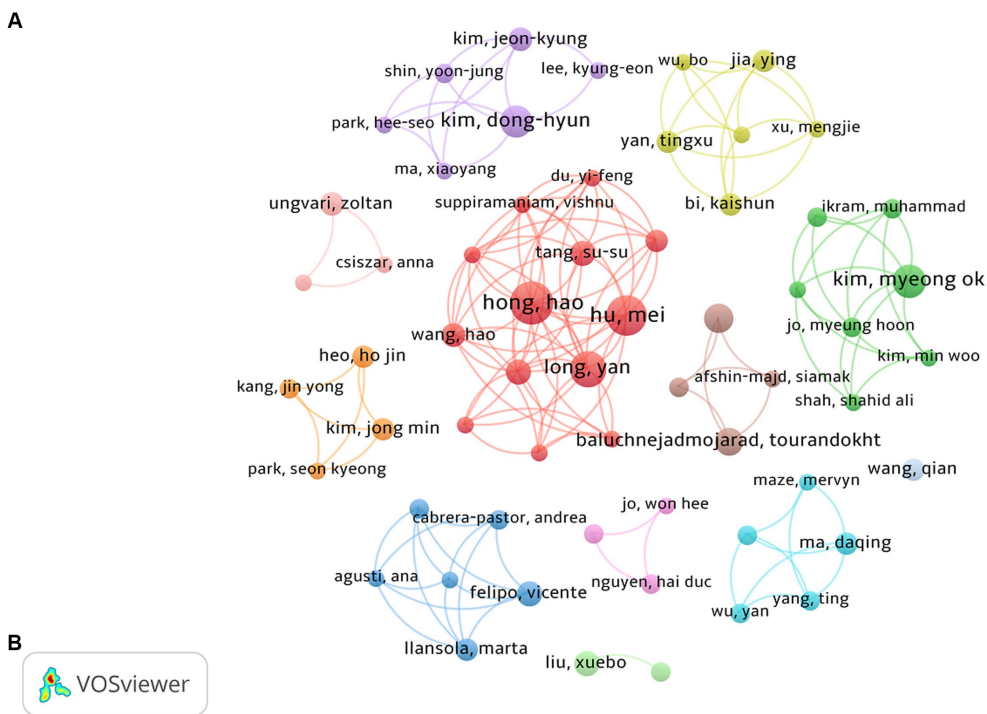 A
kim, jeon-kyung
shin, yoon-jung
lee, kyung-eon
park, hee-seo
kim, dong-hyun
ma, xiaoyang
wu, bo
jia, ying
yan, tingxu
xu, mengjie
bi, kaishun
ungvari, zoltan
csiszar, anna
du, yi-feng
suppiramaniam, vishnu
tang, su-su
hong, hao
hu, mei
wang, hao
long, yan
ikram, muhammad
kim, myeong ok
jo, myeung hoon
kim, min woo
shah, shahid ali
heo, ho jin
kang, jin yong
kim, jong min
park, seon kyeong
afshin-majd, siamak
baluchnejadmojarad, tourandokht
wang, qian
cabrera-pastor, andrea
agusti, ana
felipo, vicente
llansola, marta
jo, won hee
nguyen, hai duc
maze, mervyn
ma, daqing
yang, ting
wu, yan
liu, xuebo
B
VOSviewer